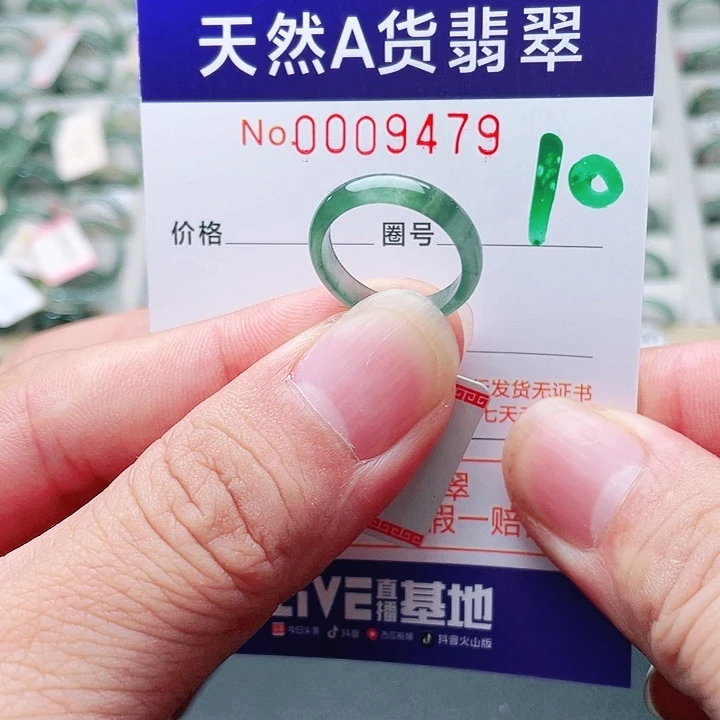 天然A货翡翠
No.0009479
10
价格 圈号
发货无证书
七天
翠
假一赔
LIVE直播基地
今日头条 抖音 西瓜视频 抖音火山版